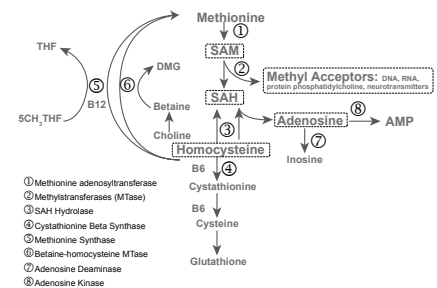 Methionine
①
THF
SAM
DMG
②
Methyl Acceptors: DNA, RNA,
protein phosphatidylcholine, neurotransmitters
⑤
⑥
B12
SAH
⑧
Betaine
Adenosine
AMP
5CH3THF
③
Choline
⑦
Homocysteine
Inosine
B6
④
Cystathionine
①Methionine adenosyltransferase
B6
②Methylstransferases (MTase)
③SAH Hydrolase
Cysteine
④Cystathionine Beta Synthase
⑤Methionine Synthase
⑥Betaine-homocysteine MTase
Glutathione
⑦Adenosine Deaminase
⑧Adenosine Kinase